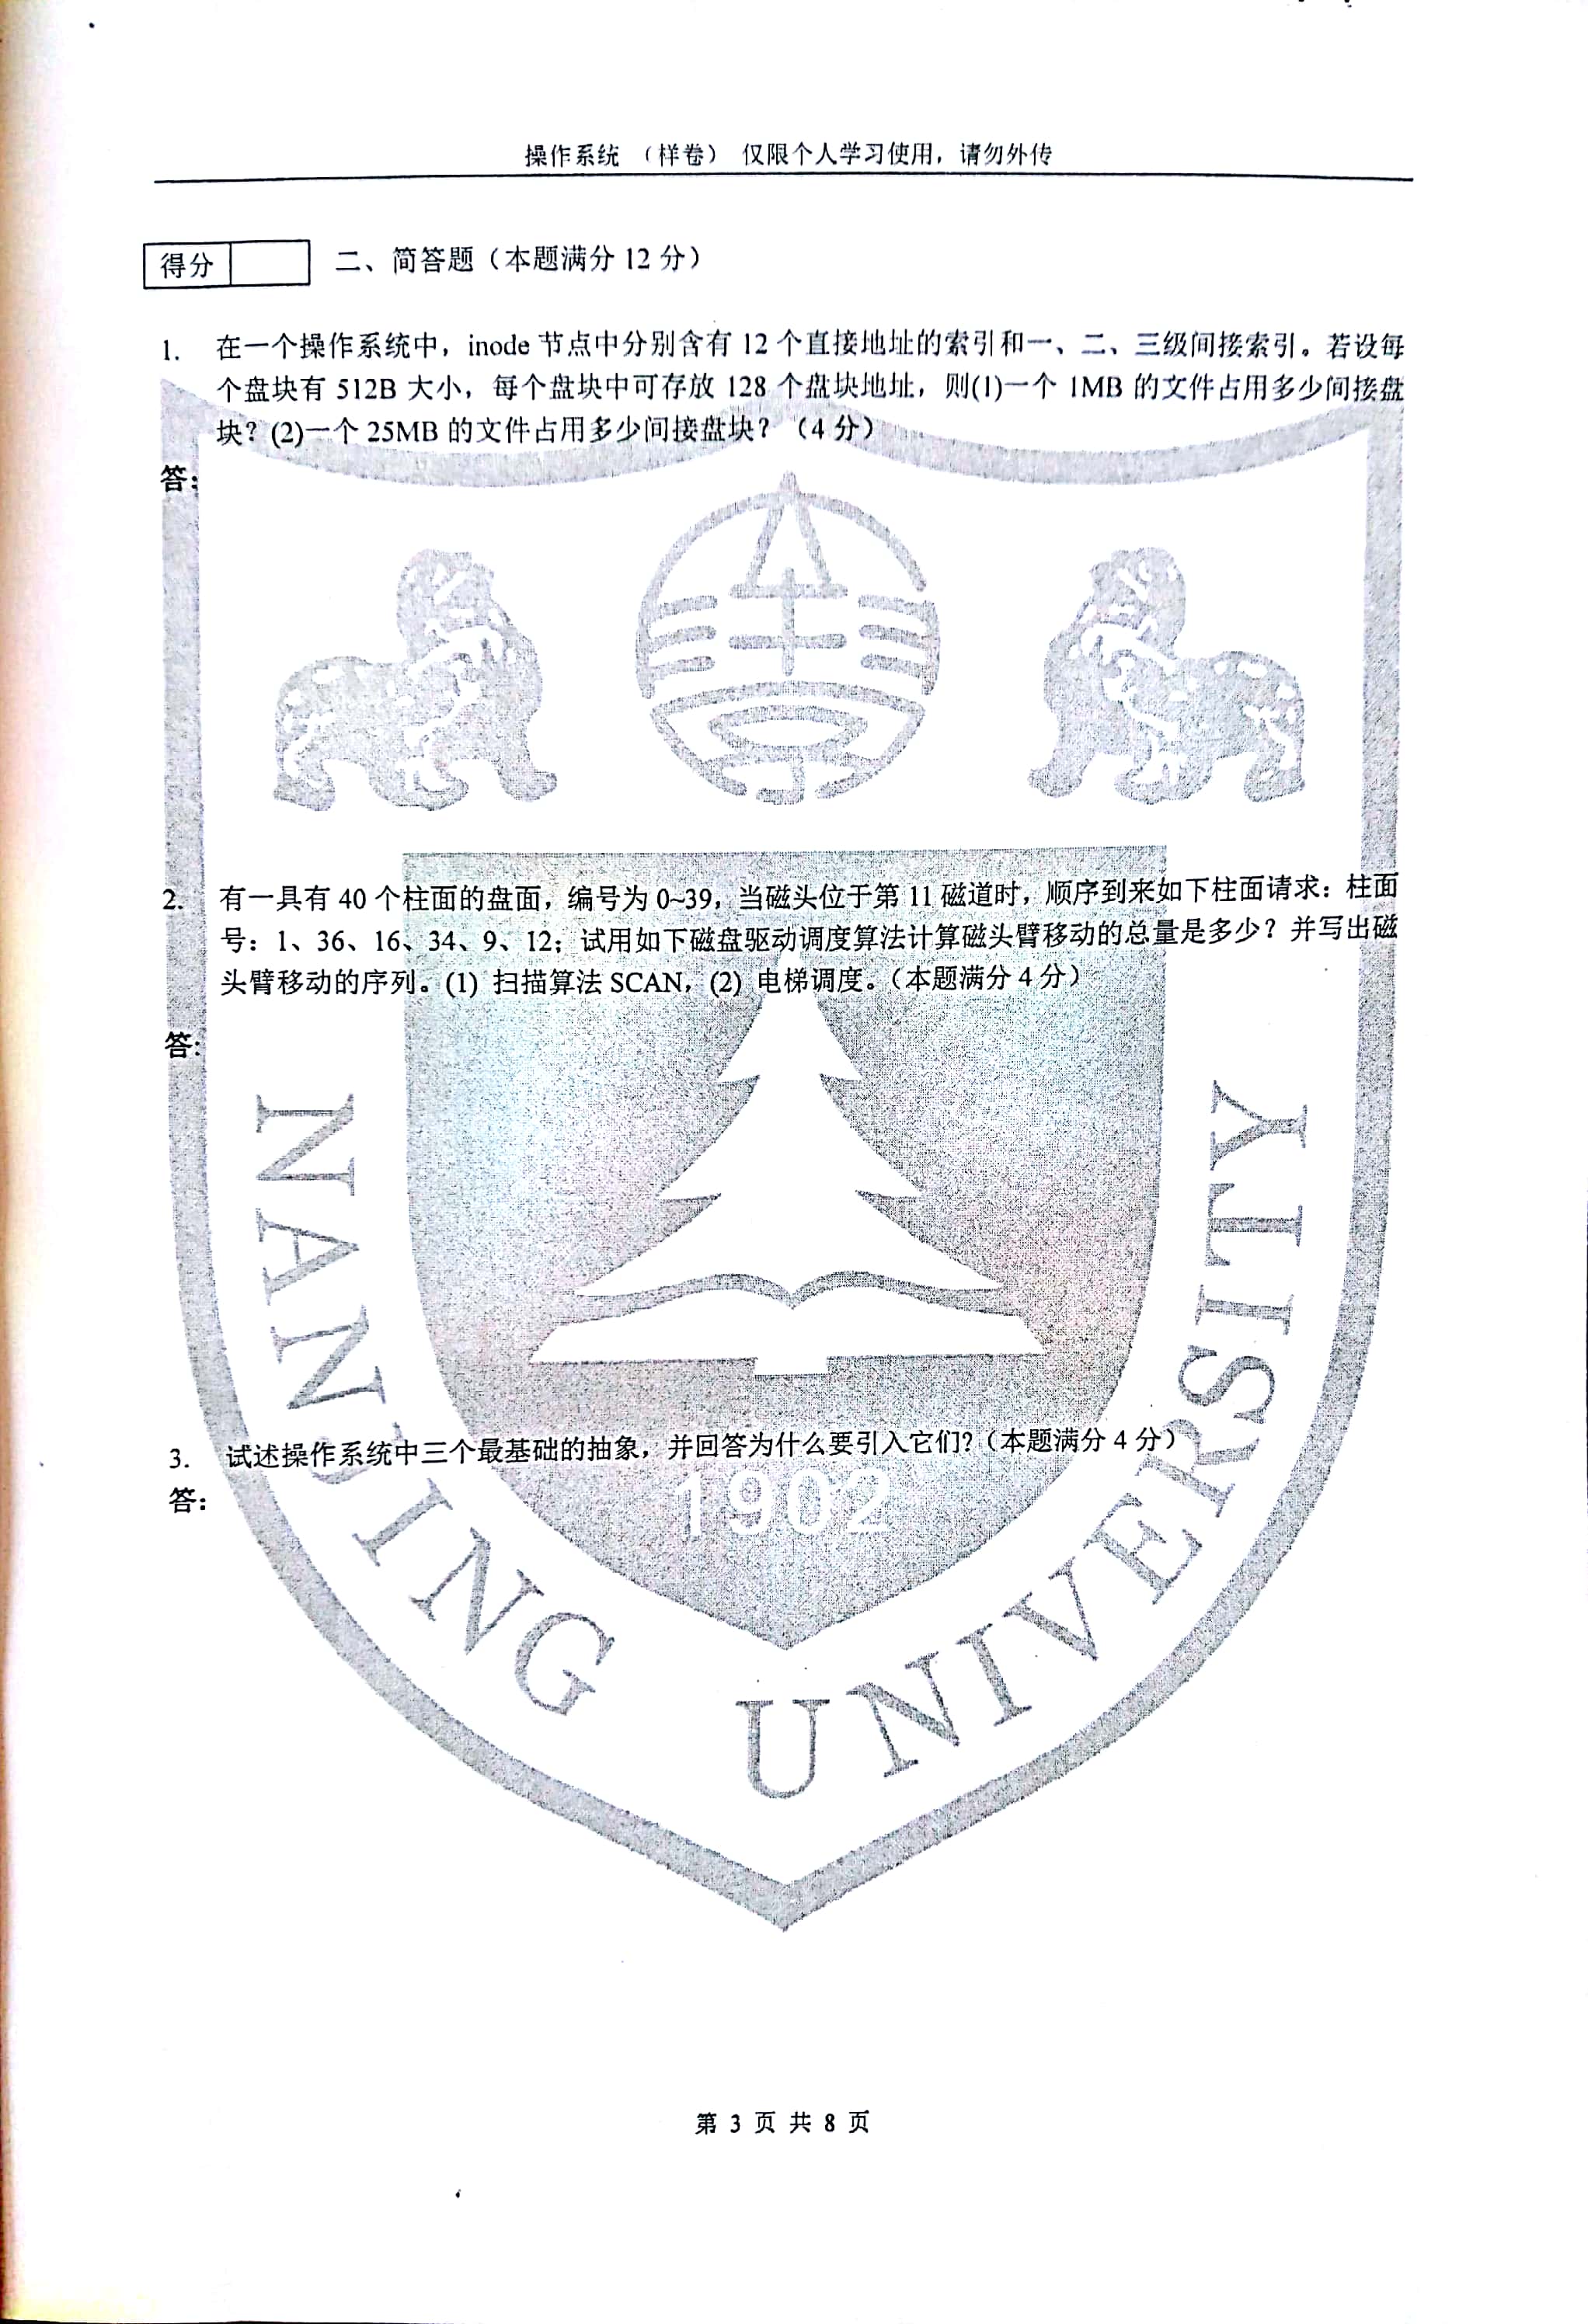 操作系统 （样卷） 仅限个人学习使用，请勿外传
得分
二、简答题（本题满分 12 分）
1. 在一个操作系统中，inode 节点中分别含有 12 个直接地址的索引和一、二、三级间接索引。若设每
个盘块有 512B 大小，每个盘块中可存放 128 个盘块地址，则(1)一个 1MB 的文件占用多少间接盘
块？(2)一个 25MB 的文件占用多少间接盘块？（4 分）
答：
2. 有一具有 40 个柱面的盘面，编号为 0~39，当磁头位于第 11 磁道时，顺序到来如下柱面请求：柱面
号：1、36、16、34、9、12；试用如下磁盘驱动调度算法计算磁头臂移动的总量是多少？并写出磁
头臂移动的序列。(1) 扫描算法 SCAN，(2) 电梯调度。（本题满分 4 分）
答:
3. 试述操作系统中三个最基础的抽象，并回答为什么要引入它们?（本题满分 4 分）
答：
1902
NANJING UNIVERSITY
第 3 页 共 8 页